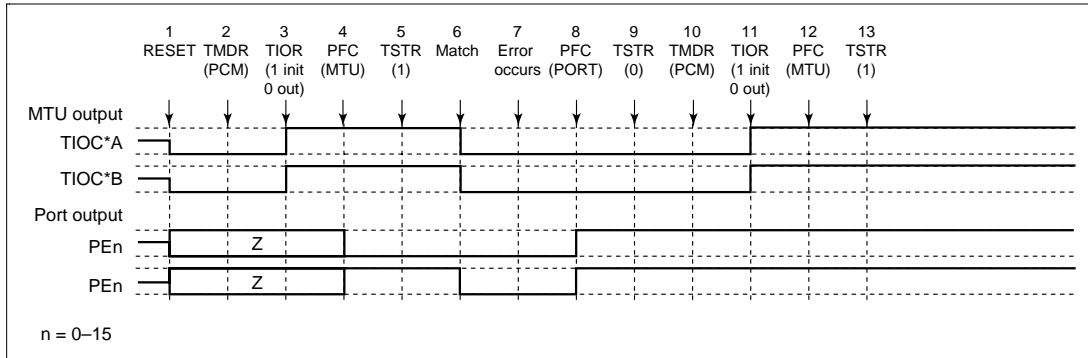 1 2 3 4 5 6 7 8 9 10 11 12 13
RESET TMDR TIOR PFC TSTR Match Error PFC TSTR TMDR TIOR PFC TSTR
(PCM) (1 init (MTU) (1) occurs (PORT) (0) (PCM) (1 init (MTU) (1)
0 out) 0 out)
MTU output
TIOC*A
TIOC*B
Port output
PEn Z
PEn Z
n = 0–15